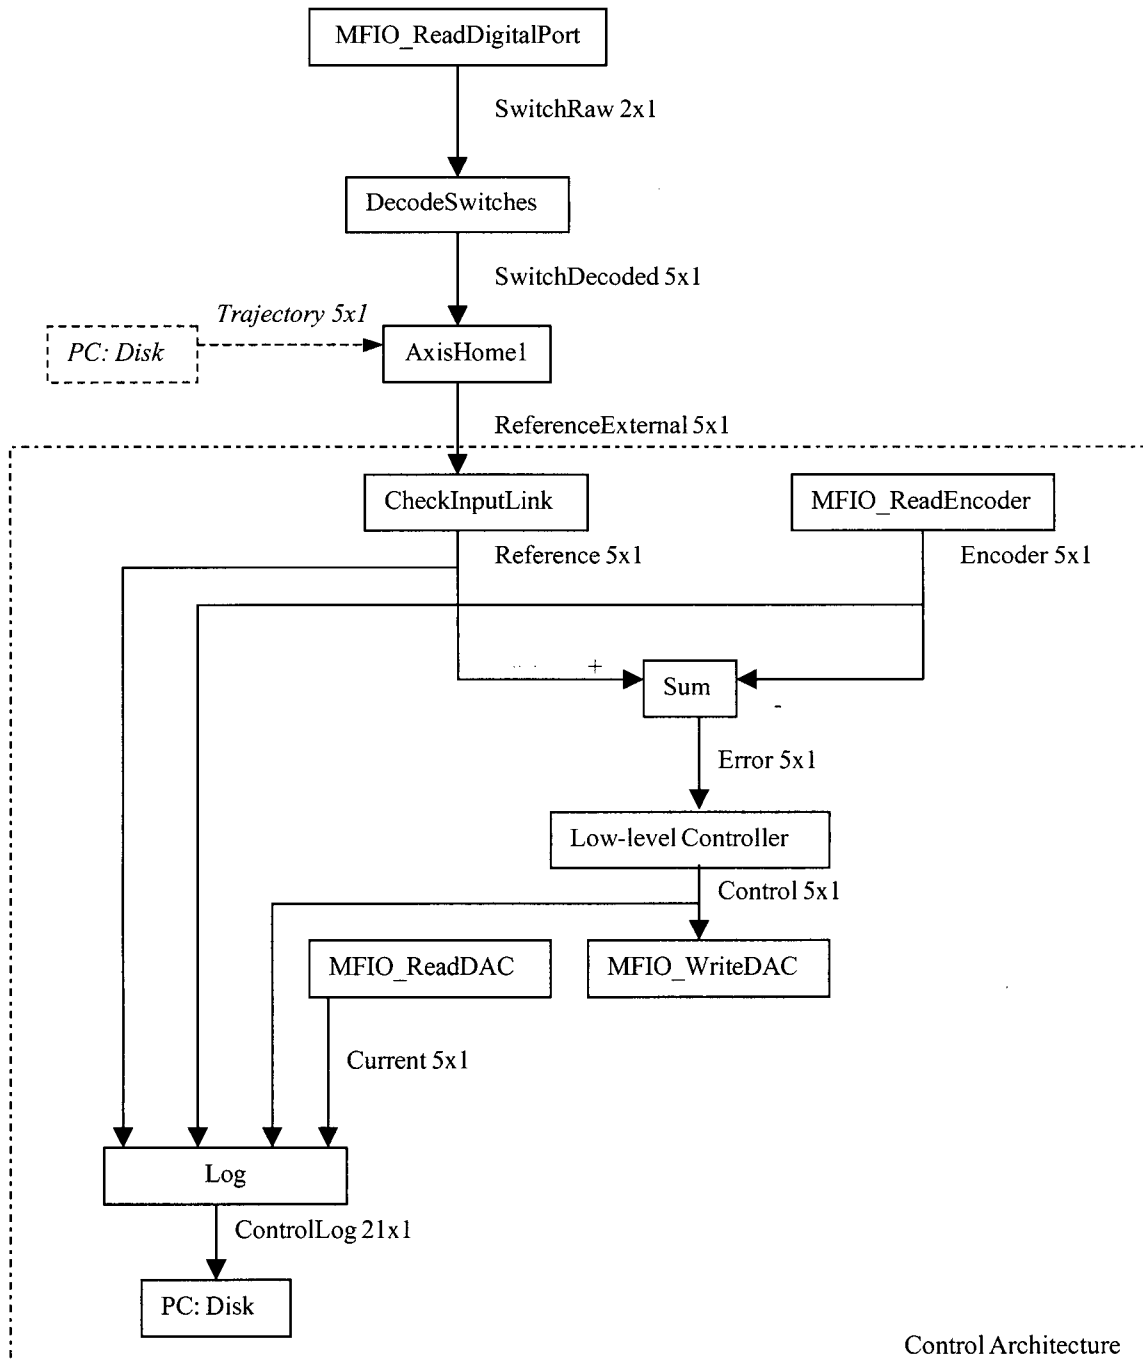 MFIO_ReadDigitalPort
SwitchRaw 2x1
DecodeSwitches
SwitchDecoded 5x1
Trajectory 5x1
PC: Disk
AxisHome1
ReferenceExternal 5x1
CheckInputLink
MFIO_ReadEncoder
Reference 5x1
Encoder 5x1
+
Sum
-
Error 5x1
Low-level Controller
Control 5x1
MFIO_ReadDAC
MFIO_WriteDAC
Current 5x1
Log
ControlLog 21x1
PC: Disk
Control Architecture